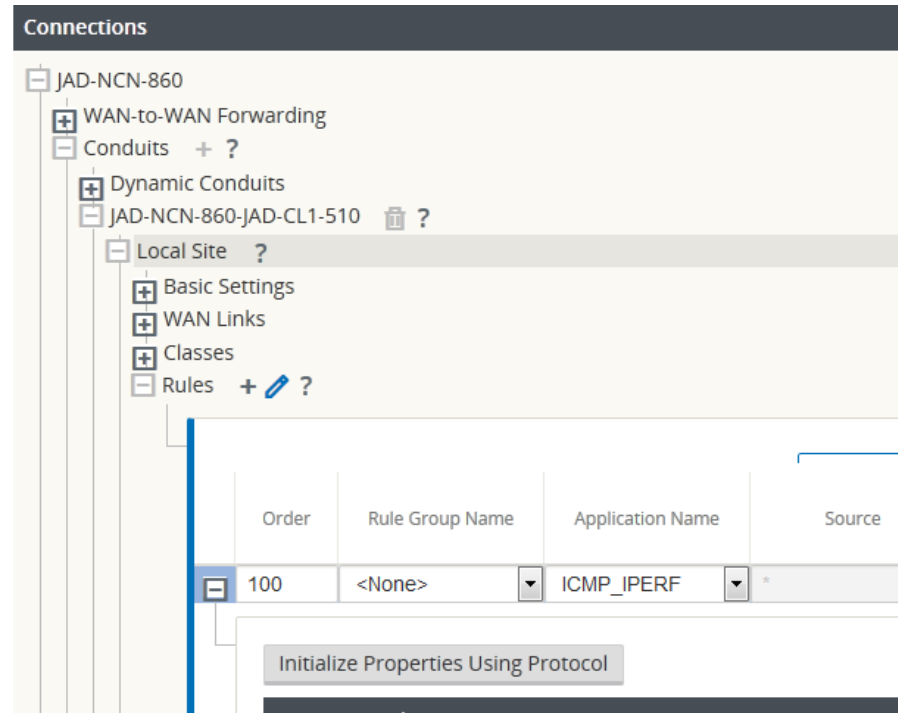 Connections
JAD-NCN-860
WAN-to-WAN Forwarding
Conduits + ?
Dynamic Conduits
JAD-NCN-860-JAD-CL1-510 ?
Local Site ?
Basic Settings
WAN Links
Classes
Rules + ?
Order Rule Group Name Application Name Source
100 <None> ICMP_IPERF *
Initialize Properties Using Protocol